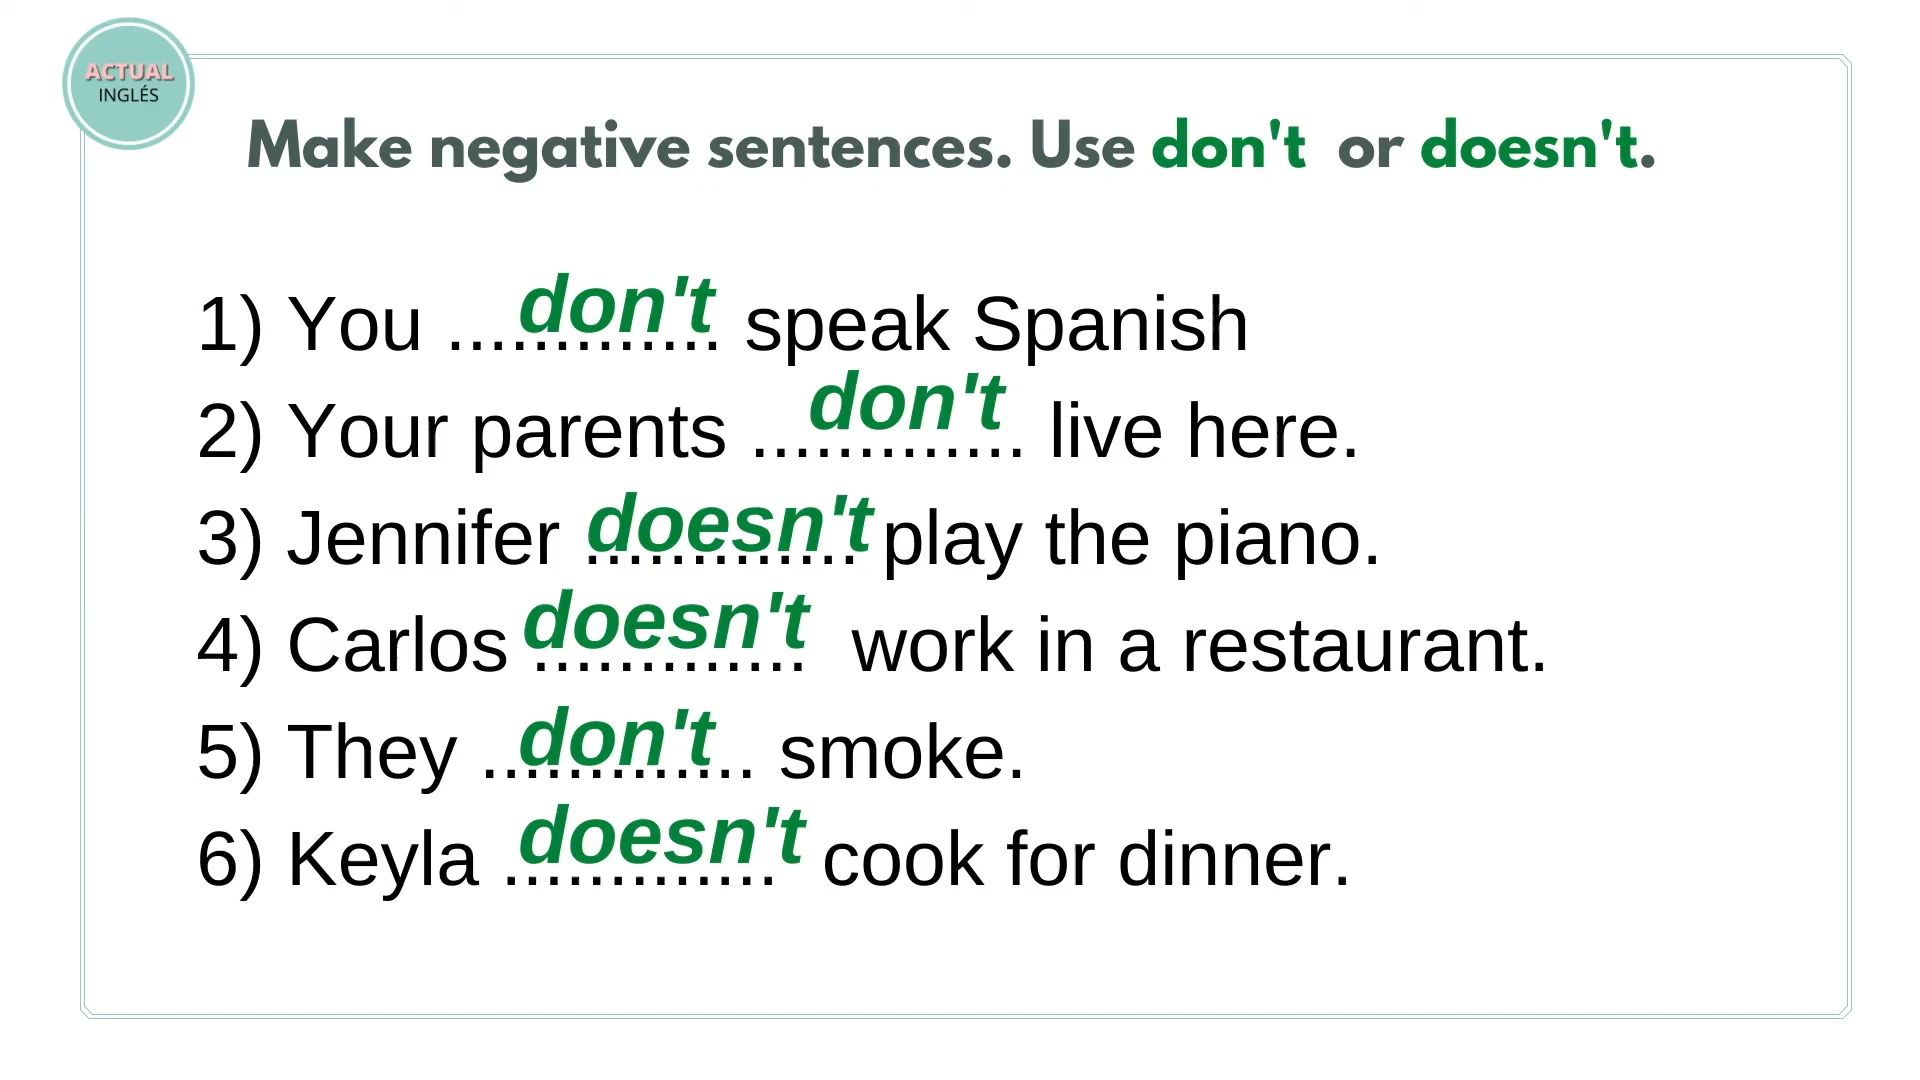 ACTUAL
INGLÉS
Make negative sentences. Use don't or doesn't.
1) You ....don't.... speak Spanish
2) Your parents ....don't.... live here.
3) Jennifer ....doesn't.... play the piano.
4) Carlos ....doesn't.... work in a restaurant.
5) They ....don't.... smoke.
6) Keyla ....doesn't.... cook for dinner.